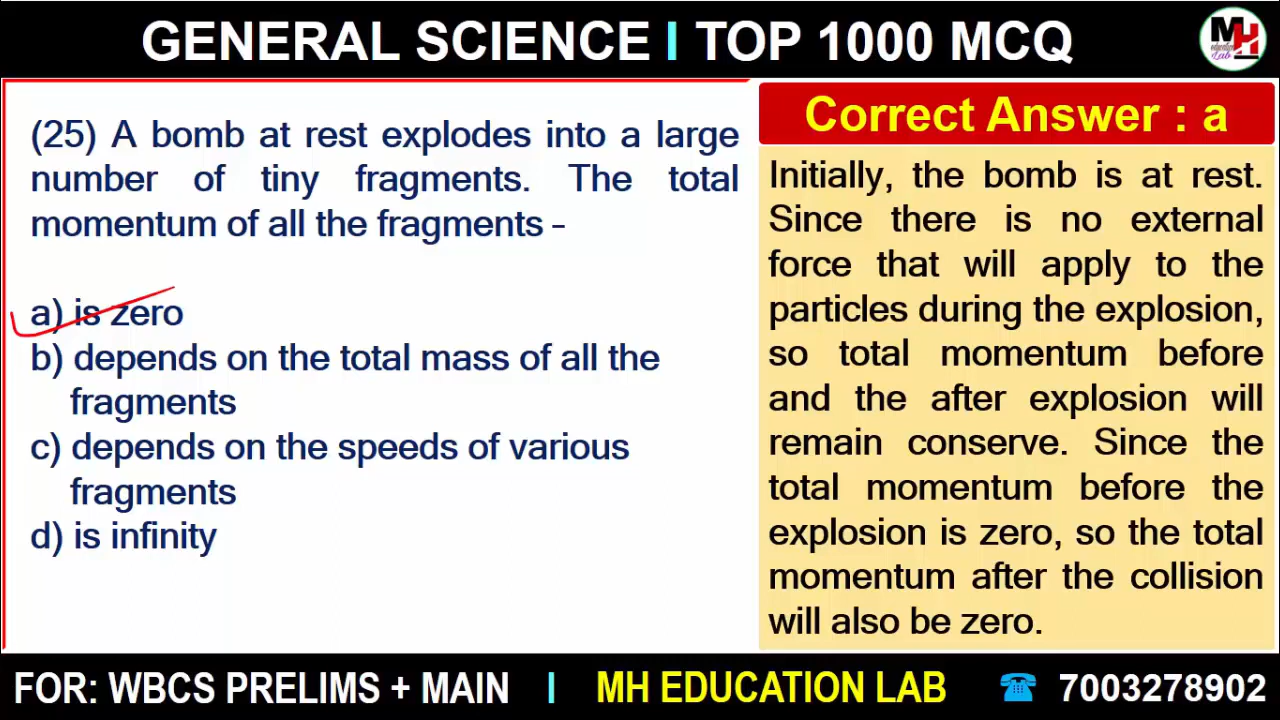 GENERAL SCIENCE I TOP 1000 MCQ
MH
education
Lab
(25) A bomb at rest explodes into a large
number of tiny fragments. The total
momentum of all the fragments –
a) is zero
b) depends on the total mass of all the
fragments
c) depends on the speeds of various
fragments
d) is infinity
Correct Answer : a
Initially, the bomb is at rest.
Since there is no external
force that will apply to the
particles during the explosion,
so total momentum before
and the after explosion will
remain conserve. Since the
total momentum before the
explosion is zero, so the total
momentum after the collision
will also be zero.
FOR: WBCS PRELIMS + MAIN I MH EDUCATION LAB ☎ 7003278902